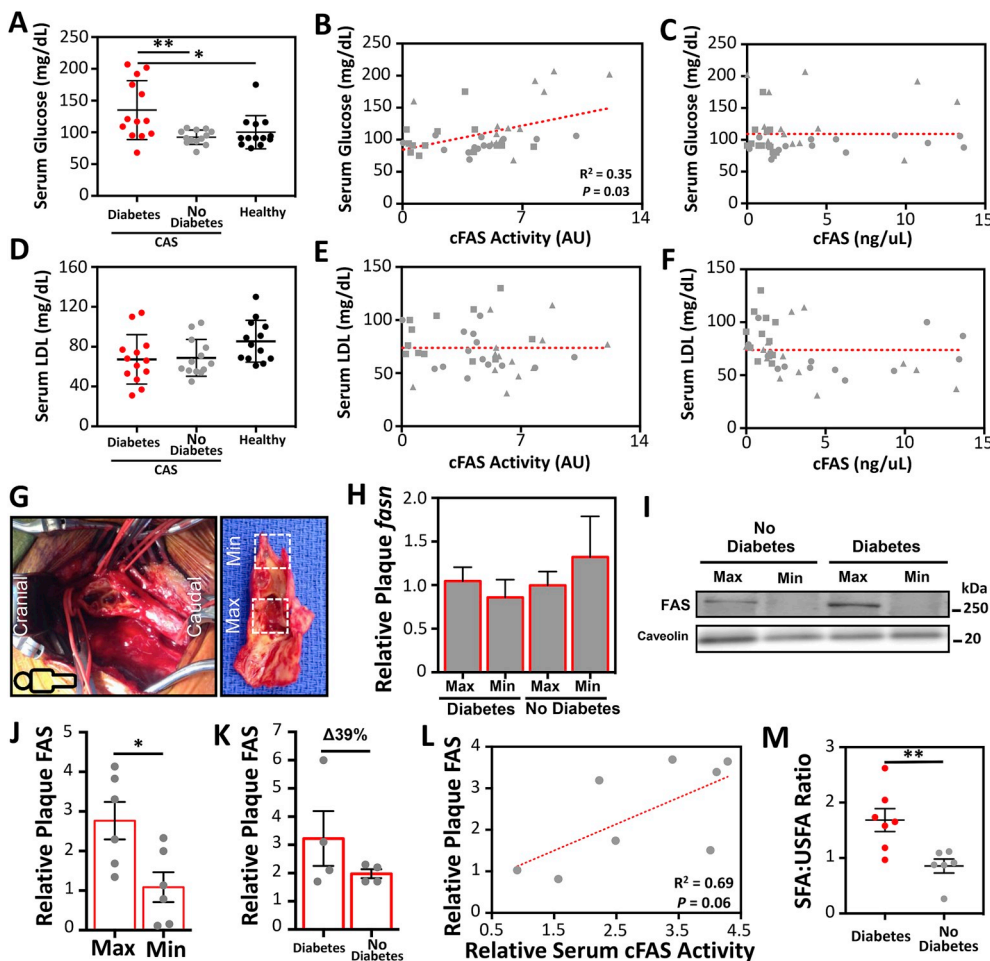 A
Serum Glucose (mg/dL)
250
200
150
100
50
0
**
*
Diabetes
No
Diabetes
Healthy
CAS
B
Serum Glucose (mg/dL)
250
200
150
100
50
0
R² = 0.35
P = 0.03
0
7
14
cFAS Activity (AU)
C
Serum Glucose (mg/dL)
250
200
150
100
50
0
0
5
10
15
cFAS (ng/uL)
D
Serum LDL (mg/dL)
160
120
80
40
0
Diabetes
No
Diabetes
Healthy
CAS
E
Serum LDL (mg/dL)
150
100
50
0
0
7
14
cFAS Activity (AU)
F
Serum LDL (mg/dL)
150
100
50
0
0
5
10
15
cFAS (ng/uL)
G
Cranial
Caudal
Min
Max
H
Relative Plaque fasn
2.0
1.5
1.0
0.5
0
Max
Min
Max
Min
Diabetes
No Diabetes
I
No
Diabetes
Diabetes
Max
Min
Max
Min
kDa
FAS
250
Caveolin
20
J
Relative Plaque FAS
5
4
3
2
1
0
*
Max
Min
K
Relative Plaque FAS
7
6
5
4
3
2
1
0
Δ39%
Diabetes
No
Diabetes
L
Relative Plaque FAS
4
3
2
1
0
R² = 0.69
P = 0.06
0.5
1.5
2.5
3.5
4.5
Relative Serum cFAS Activity
M
SFA:USFA Ratio
3
2
1
0
**
Diabetes
No
Diabetes